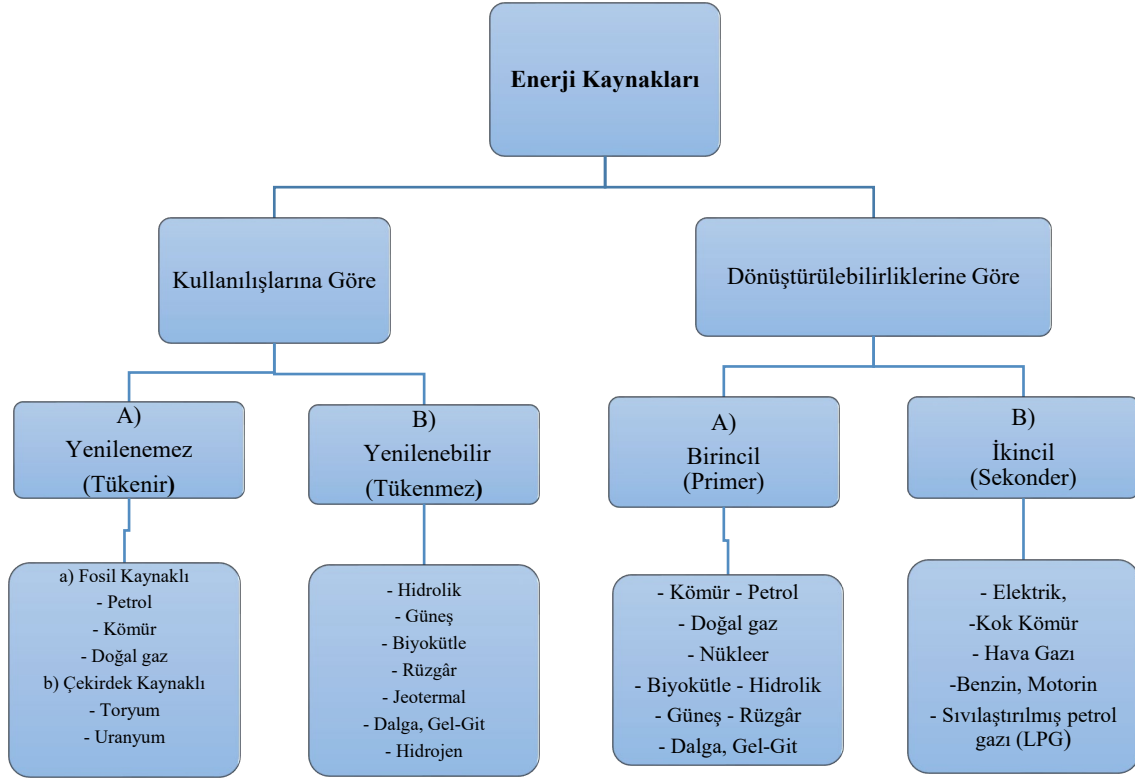 Enerji Kaynakları
Kullanılışlarına Göre
Dönüştürülebilirliklerine Göre
A)
Yenilenemez
(Tükenir)
B)
Yenilenebilir
(Tükenmez)
A)
Birincil
(Primer)
B)
İkincil
(Sekonder)
a) Fosil Kaynaklı
- Petrol
- Kömür
- Doğal gaz
b) Çekirdek Kaynaklı
- Toryum
- Uranyum
- Hidrolik
- Güneş
- Biyokütle
- Rüzgâr
- Jeotermal
- Dalga, Gel-Git
- Hidrojen
- Kömür - Petrol
- Doğal gaz
- Nükleer
- Biyokütle - Hidrolik
- Güneş - Rüzgâr
- Dalga, Gel-Git
- Elektrik,
-Kok Kömür
- Hava Gazı
-Benzin, Motorin
- Sıvılaştırılmış petrol
gazı (LPG)